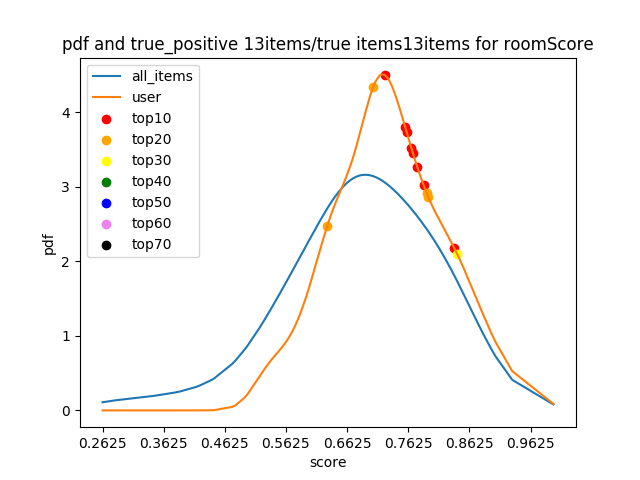 pdf and true_positive 13items/true items13items for roomScore
all_items
user
top10
top20
top30
top40
top50
top60
top70
pdf
4
3
2
1
0
0.2625 0.3625 0.4625 0.5625 0.6625 0.7625 0.8625 0.9625
score